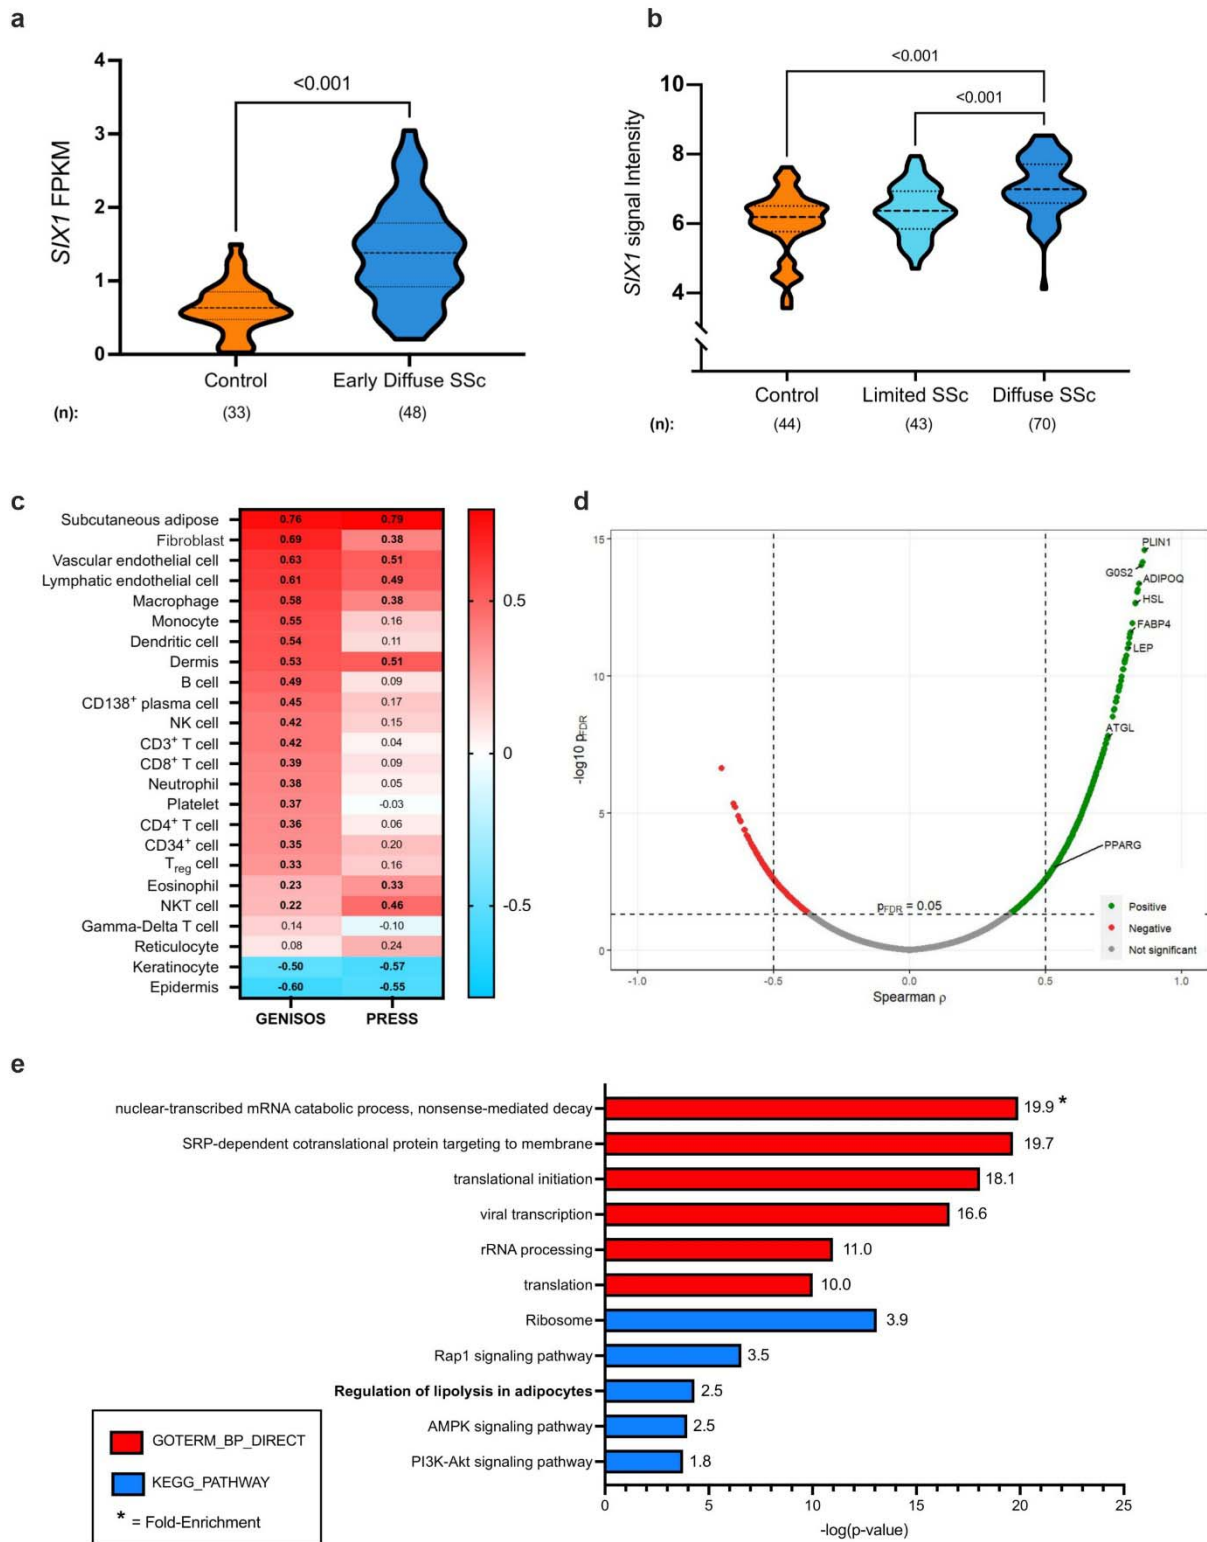 a
4
3
2
1
0
SIX1 FPKM
<0.001
Control
Early Diffuse SSc
(n):
(33)
(48)
b
10
8
6
4
SIX1 signal Intensity
<0.001
<0.001
Control
Limited SSc
Diffuse SSc
(n):
(44)
(43)
(70)
c
Subcutaneous adipose 0.76 0.79
Fibroblast 0.69 0.38
Vascular endothelial cell 0.63 0.51
Lymphatic endothelial cell 0.61 0.49
Macrophage 0.58 0.38
Monocyte 0.55 0.16
Dendritic cell 0.54 0.11
Dermis 0.53 0.51
B cell 0.49 0.09
CD138+ plasma cell 0.45 0.17
NK cell 0.42 0.15
CD3+ T cell 0.42 0.04
CD8+ T cell 0.39 0.09
Neutrophil 0.38 0.05
Platelet 0.37 -0.03
CD4+ T cell 0.36 0.06
CD34+ cell 0.35 0.20
Treg cell 0.33 0.16
Eosinophil 0.23 0.33
NKT cell 0.22 0.46
Gamma-Delta T cell 0.14 -0.10
Reticulocyte 0.08 0.24
Keratinocyte -0.50 -0.57
Epidermis -0.60 -0.55
GENISOS PRESS
0.5
0
-0.5
d
15
10
5
0
-log10 pFDR
PLIN1
G0S2
ADIPOQ
HSL
FABP4
LEP
ATGL
PPARG
pFDR = 0.05
Positive
Negative
Not significant
-1.0 -0.5 0.0 0.5 1.0
Spearman ρ
e
nuclear-transcribed mRNA catabolic process, nonsense-mediated decay 19.9 *
SRP-dependent cotranslational protein targeting to membrane 19.7
translational initiation 18.1
viral transcription 16.6
rRNA processing 11.0
translation 10.0
Ribosome 3.9
Rap1 signaling pathway 3.5
Regulation of lipolysis in adipocytes 2.5
AMPK signaling pathway 2.5
PI3K-Akt signaling pathway 1.8
0 5 10 15 20 25
-log(p-value)
GOTERM_BP_DIRECT
KEGG_PATHWAY
* = Fold-Enrichment